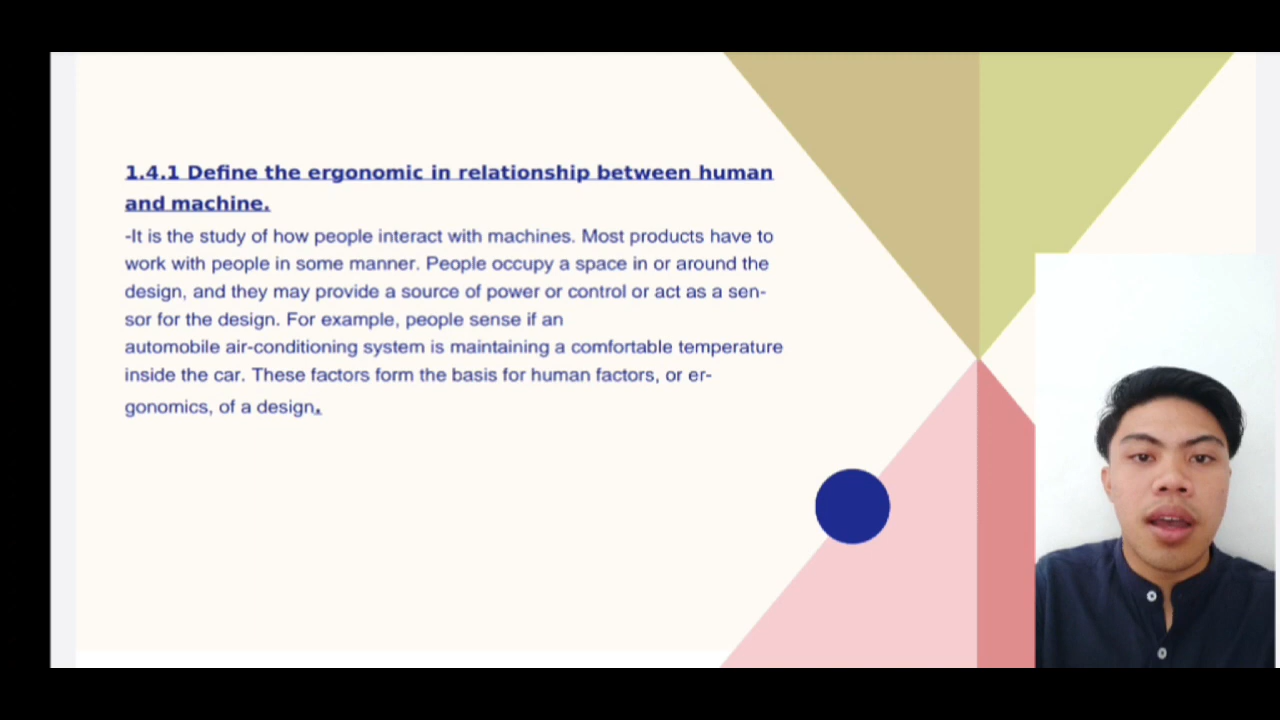 1.4.1 Define the ergonomic in relationship between human
and machine.
-It is the study of how people interact with machines. Most products have to
work with people in some manner. People occupy a space in or around the
design, and they may provide a source of power or control or act as a sen-
sor for the design. For example, people sense if an
automobile air-conditioning system is maintaining a comfortable temperature
inside the car. These factors form the basis for human factors, or er-
gonomics, of a design.